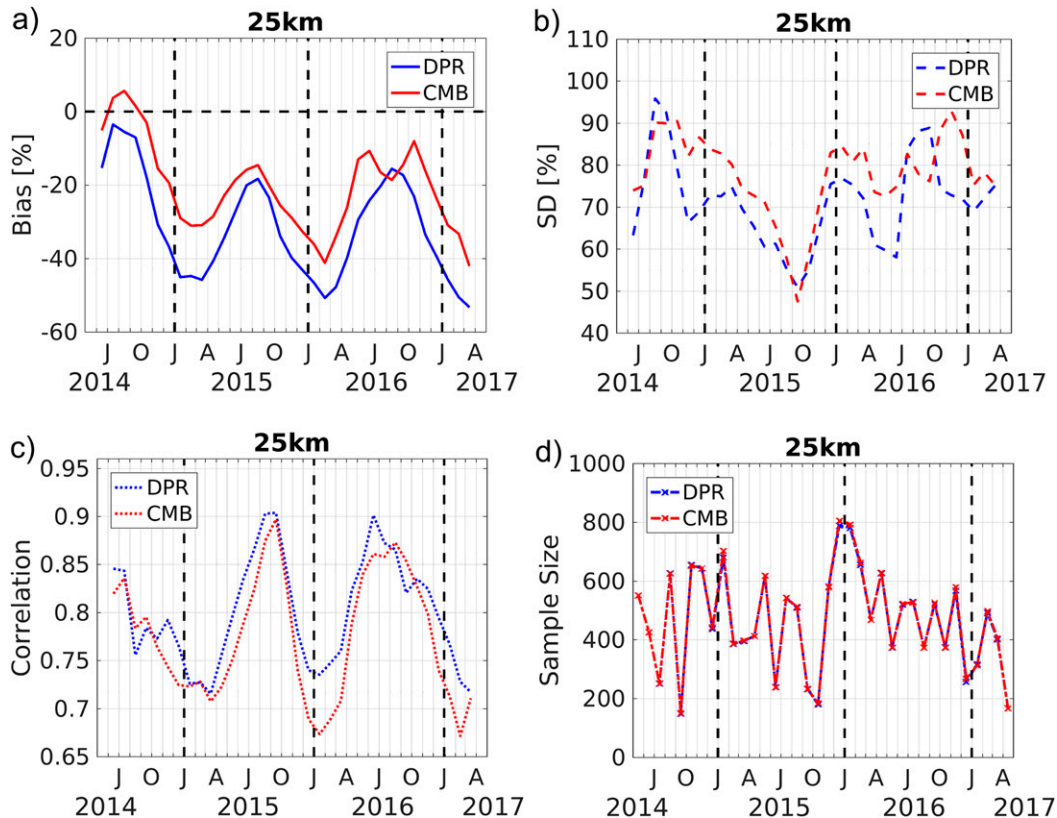 a)
25km
20
0
-20
-40
-60
Bias [%]
DPR
CMB
J O J A J O J A J O J A
2014 2015 2016 2017
b)
25km
110
100
90
80
70
60
50
40
SD [%]
DPR
CMB
J O J A J O J A J O J A
2014 2015 2016 2017
c)
25km
0.95
0.9
0.85
0.8
0.75
0.7
0.65
Correlation
DPR
CMB
J O J A J O J A J O J A
2014 2015 2016 2017
d)
25km
1000
800
600
400
200
0
Sample Size
DPR
CMB
J O J A J O J A J O J A
2014 2015 2016 2017